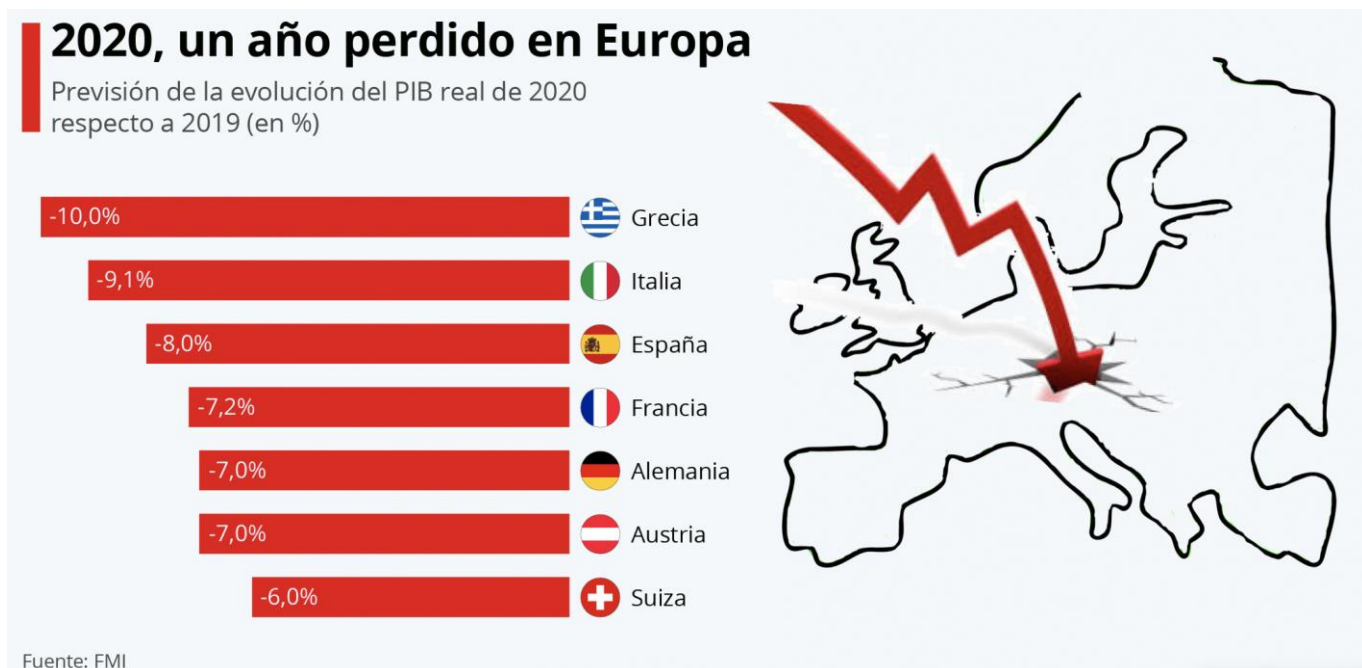 2020, un año perdido en Europa
Previsión de la evolución del PIB real de 2020
respecto a 2019 (en %)
-10,0% Grecia
-9,1% Italia
-8,0% España
-7,2% Francia
-7,0% Alemania
-7,0% Austria
-6,0% Suiza
Fuente: FMI